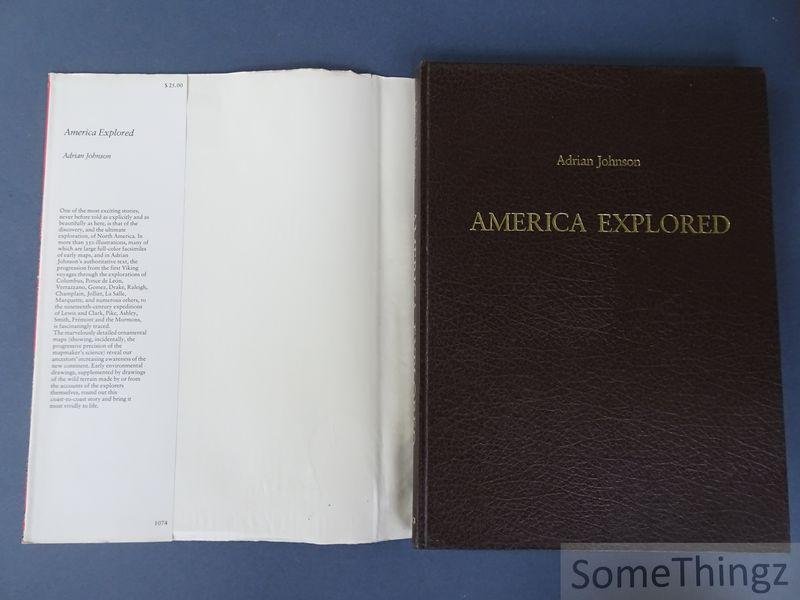 $ 25.00
America Explored
Adrian Johnson
One of the most exciting stories,
never before told as explicitly and as
beautifully as here, is that of the
discovery, and the ultimate
exploration, of North America. In
more than 350 illustrations, many of
which are large full-color facsimiles
of early maps, and in Adrian
Johnson's authoritative text, the
progression from the first Viking
voyages through the explorations of
Columbus, Ponce de León,
Verrazzano, Gomez, Drake, Raleigh,
Champlain, Jolliet, La Salle,
Marquette, and numerous others, to
the nineteenth-century expeditions
of Lewis and Clark, Pike, Ashley,
Smith, Frémont and the Mormons,
is fascinatingly traced.
The marvelously detailed ornamental
maps (showing, incidentally, the
progressive precision of the
mapmaker's science) reveal our
ancestors' increasing awareness of the
new continent. Early environmental
drawings, supplemented by drawings
of the wild terrain made by or from
the accounts of the explorers
themselves, round out this
coast-to-coast story and bring it
most vividly to life.
1074
Adrian Johnson
AMERICA EXPLORED
SomeThingz